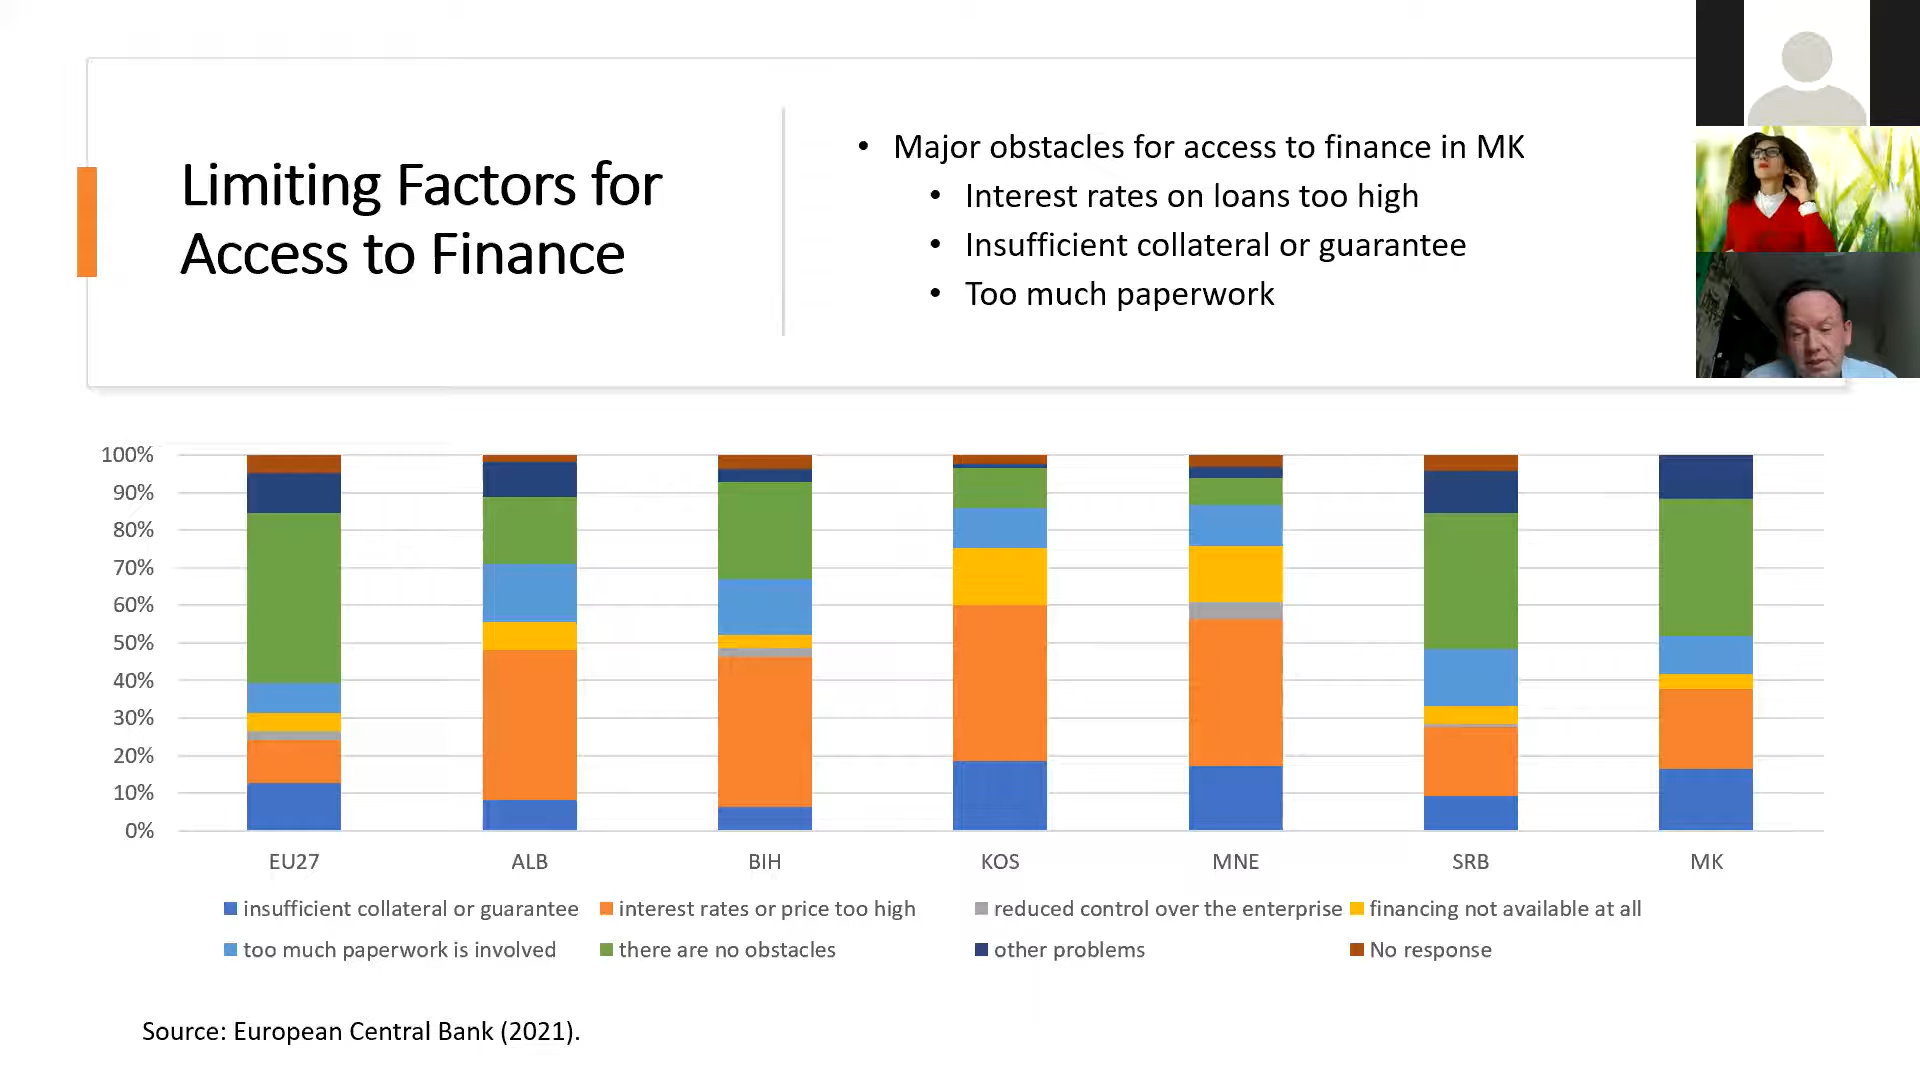 Limiting Factors for
Access to Finance
• Major obstacles for access to finance in MK
• Interest rates on loans too high
• Insufficient collateral or guarantee
• Too much paperwork
100%
90%
80%
70%
60%
50%
40%
30%
20%
10%
0%
EU27 ALB BIH KOS MNE SRB MK
insufficient collateral or guarantee interest rates or price too high reduced control over the enterprise financing not available at all
too much paperwork is involved there are no obstacles other problems No response
Source: European Central Bank (2021).